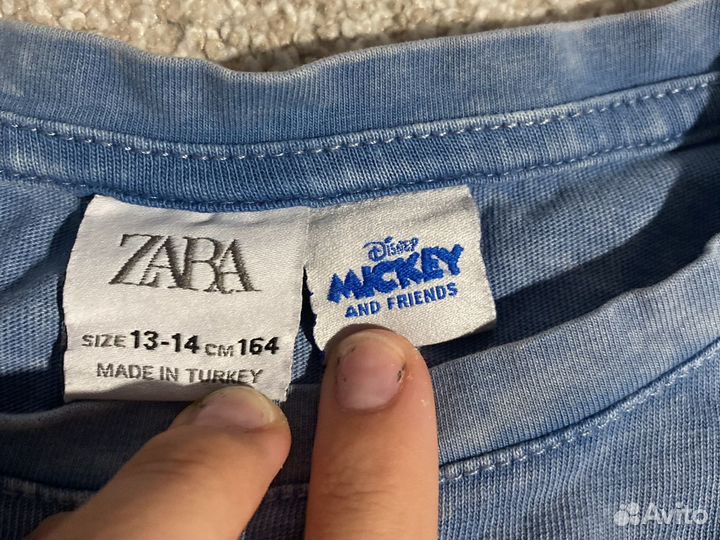 ZARA
SIZE 13-14 CM 164
MADE IN TURKEY
Disney
MICKEY
AND FRIENDS
Avito